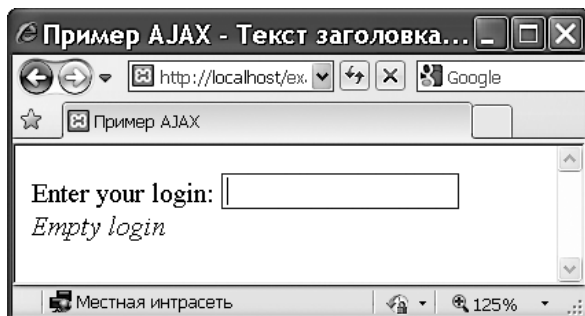 Пример AJAX - Текст заголовка...
http://localhost/ex
Google
Пример AJAX
Enter your login:
Empty login
Местная интрасеть
125%